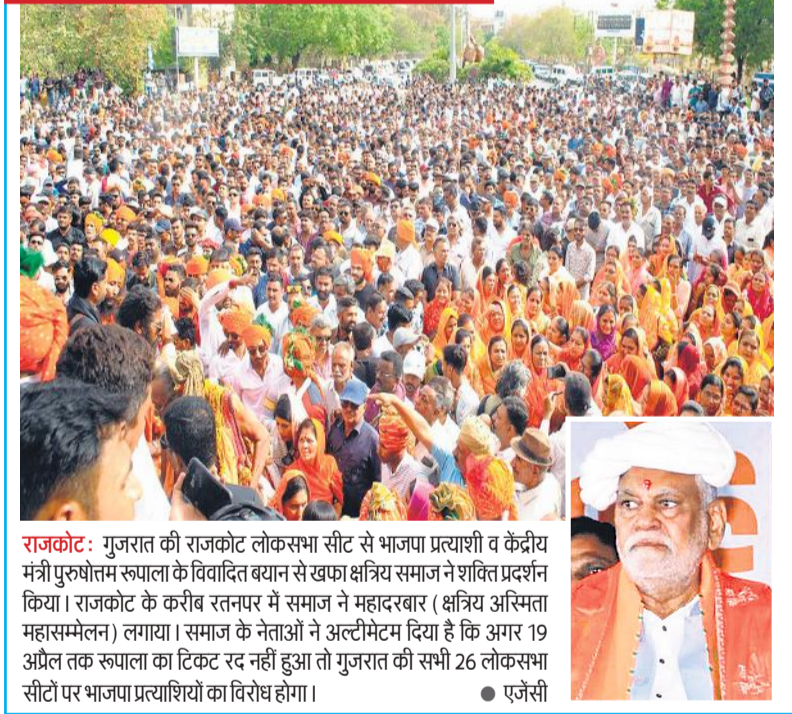 राजकोट: गुजरात की राजकोट लोकसभा सीट से भाजपा प्रत्याशी व केंद्रीय
मंत्री पुरुषोत्तम रूपाला के विवादित बयान से खफा क्षत्रिय समाज ने शक्ति प्रदर्शन
किया। राजकोट के करीब रतनपर में समाज ने महादरबार ( क्षत्रिय अस्मिता
महासम्मेलन) लगाया। समाज के नेताओं ने अल्टीमेटम दिया है कि अगर 19
अप्रैल तक रूपाला का टिकट रद नहीं हुआ तो गुजरात की सभी 26 लोकसभा
सीटों पर भाजपा प्रत्याशियों का विरोध होगा। ● एजेंसी